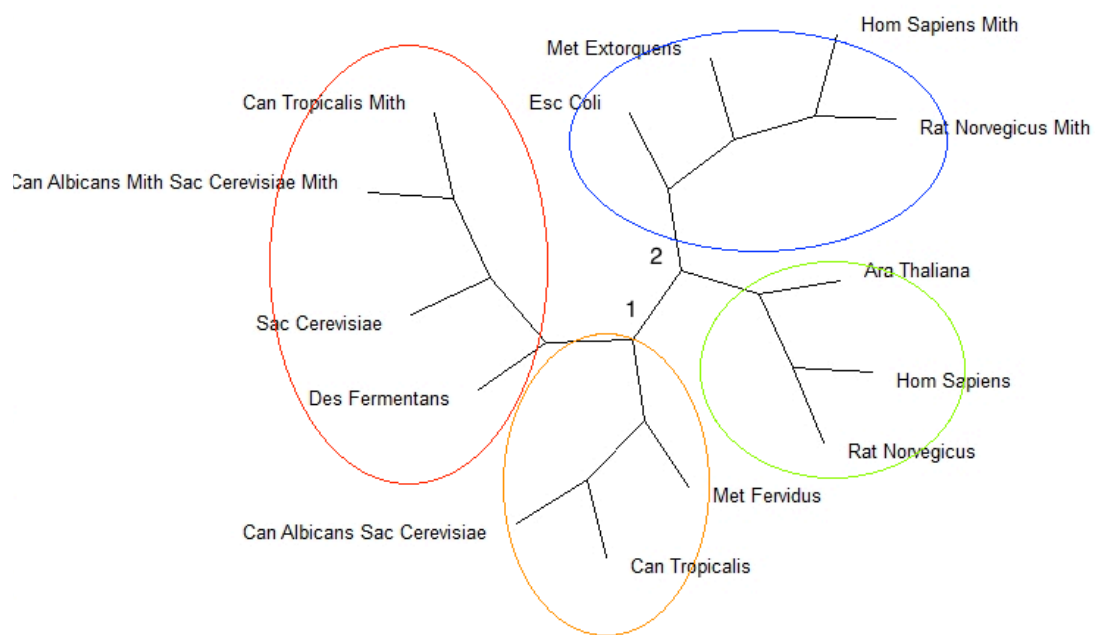 Hom Sapiens Mith
Met Extorquens
Can Tropicalis Mith
Esc Coli
Rat Norvegicus Mith
Can Albicans Mith Sac Cerevisiae Mith
2
Ara Thaliana
1
Sac Cerevisiae
Hom Sapiens
Des Fermentans
Rat Norvegicus
Met Fervidus
Can Albicans Sac Cerevisiae
Can Tropicalis